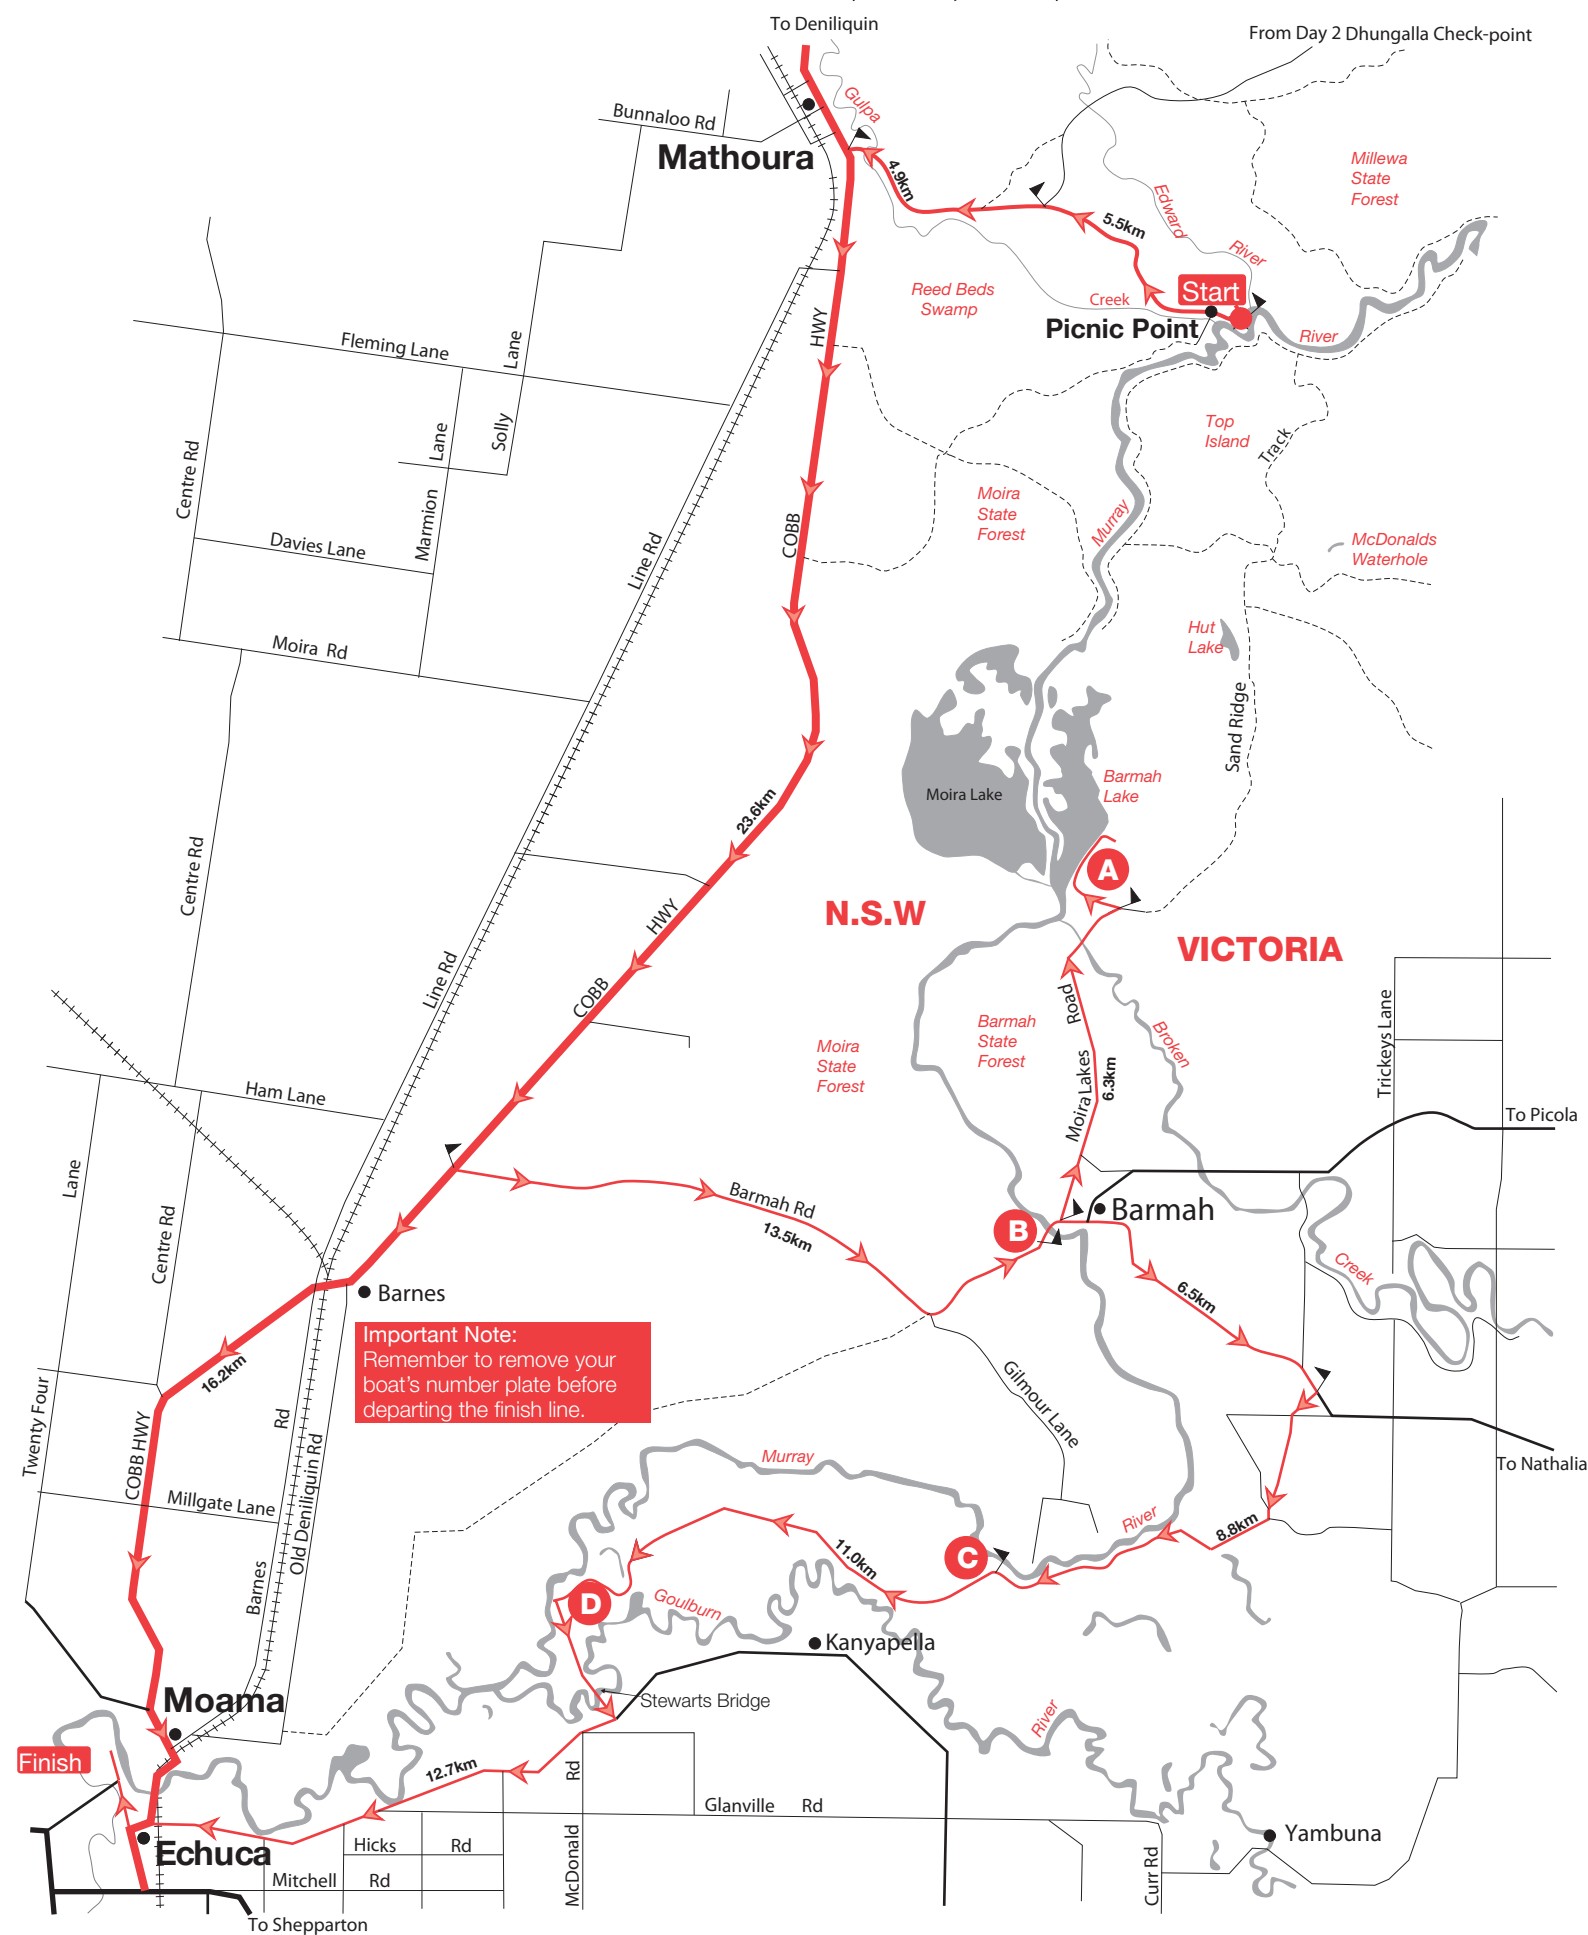 To Deniliquin
From Day 2 Dhungalla Check-point
Gulpa
Bunnaloo Rd
Mathoura
4.9km
Millewa
State
Forest
Edward
River
5.5km
Reed Beds
Swamp
Creek
Start
Picnic Point
River
HWY
Fleming Lane
Lane
Solly
Centre Rd
Lane
Marmion
Top
Island
Track
Moira
State
Forest
Murray
COBB
Davies Lane
Line Rd
McDonalds
Waterhole
Moira Rd
Hut
Lake
Sand Ridge
Moira Lake
Barmah
Lake
23.6km
A
Centre Rd
N.S.W
HWY
VICTORIA
Line Rd
COBB
Road
Trickeys Lane
Moira
State
Forest
Barmah
State
Forest
Broken
Moira Lakes
6.3km
Ham Lane
To Picola
Lane
Centre Rd
Barmah Rd
13.5km
B
Barmah
Creek
6.5km
Barnes
Important Note:
Remember to remove your
boat's number plate before
departing the finish line.
16.2km
Gilmour Lane
Twenty Four
COBB HWY
Rd
Old Deniliquin Rd
Murray
To Nathalia
Millgate Lane
River
8.8km
11.0km
C
Barnes
D
Goulburn
Kanyapella
Moama
Stewarts Bridge
River
Finish
12.7km
Rd
McDonald
Glanville Rd
Hicks Rd
Yambuna
Echuca
Mitchell Rd
Curr Rd
To Shepparton